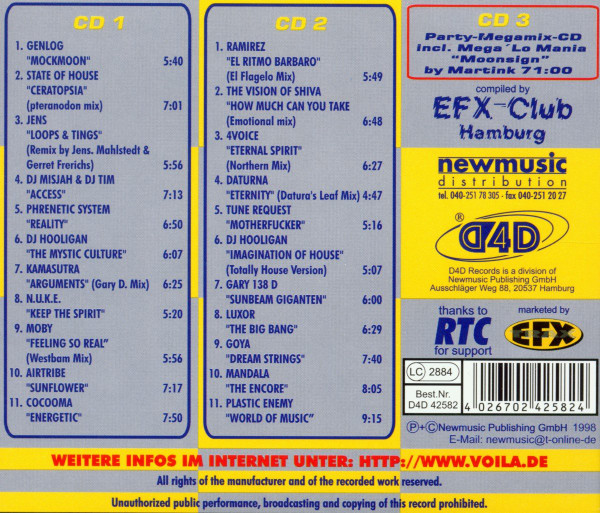 CD 1
1. GENLOG
"MOCKMOON" 5:40
2. STATE OF HOUSE
"CERATOPSIA"
(pteranodon mix) 7:01
3. JENS
"LOOPS & TINGS"
(Remix by Jens. Mahlstedt &
Gerret Frerichs) 5:56
4. DJ MISJAH & DJ TIM
"ACCESS" 7:13
5. PHRENETIC SYSTEM
"REALITY" 6:50
6. DJ HOOLIGAN
"THE MYSTIC CULTURE" 6:07
7. KAMASUTRA
"ARGUMENTS" (Gary D. Mix) 6:25
8. N.U.K.E.
"KEEP THE SPIRIT" 5:20
9. MOBY
"FEELING SO REAL"
(Westbam Mix) 5:56
10. AIRTRIBE
"SUNFLOWER" 7:17
11. COCOOMA
"ENERGETIC" 7:50
CD 2
1. RAMIREZ
"EL RITMO BARBARO"
(El Flagelo Mix) 5:49
2. THE VISION OF SHIVA
"HOW MUCH CAN YOU TAKE
(Emotional mix) 6:48
3. 4VOICE
"ETERNAL SPIRIT"
(Northern Mix) 6:27
4. DATURNA
"ETERNITY" (Datura's Leaf Mix) 4:47
5. TUNE REQUEST
"MOTHERFUCKER" 5:16
6. DJ HOOLIGAN
"IMAGINATION OF HOUSE"
(Totally House Version) 5:07
7. GARY 138 D
"SUNBEAM GIGANTEN" 6:00
8. LUXOR
"THE BIG BANG" 6:29
9. GOYA
"DREAM STRINGS" 7:40
10. MANDALA
"THE ENCORE" 8:05
11. PLASTIC ENEMY
"WORLD OF MUSIC" 9:15
CD 3
Party-Megamix-CD
incl. Mega´Lo Mania
"Moonsign"
by Martink 71:00
compiled by
EFX-Club
Hamburg
newmusic
distribution
tel. 040-251 78 305 - fax 040-251 20 27
® D4D
D4D Records is a division of
Newmusic Publishing GmbH
Ausschläger Weg 88, 20537 Hamburg
thanks to
RTC
for support
marketed by
EFX
LC 2884
Best.Nr.
D4D 42582
4 026702 425824
Ⓟ+©Newmusic Publishing GmbH 1998
E-Mail: newmusic@t-online-de
WEITERE INFOS IM INTERNET UNTER: HTTP://WWW.VOILA.DE
All rights of the manufacturer and of the recorded work reserved.
Unauthorized public performance, broadcasting and copying of this record prohibited.